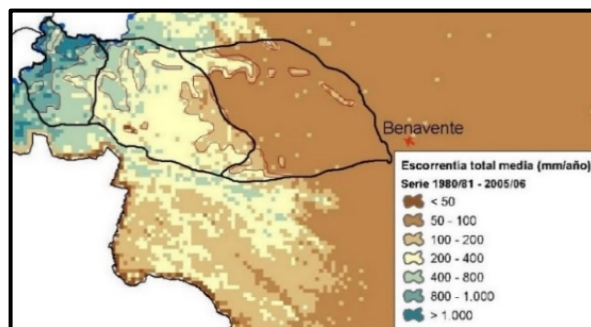 Benavente
Escorrentia total media (mm/año)
Serie 1980/81 - 2005/06
< 50
50 - 100
100 - 200
200 - 400
400 - 800
800 - 1.000
> 1.000